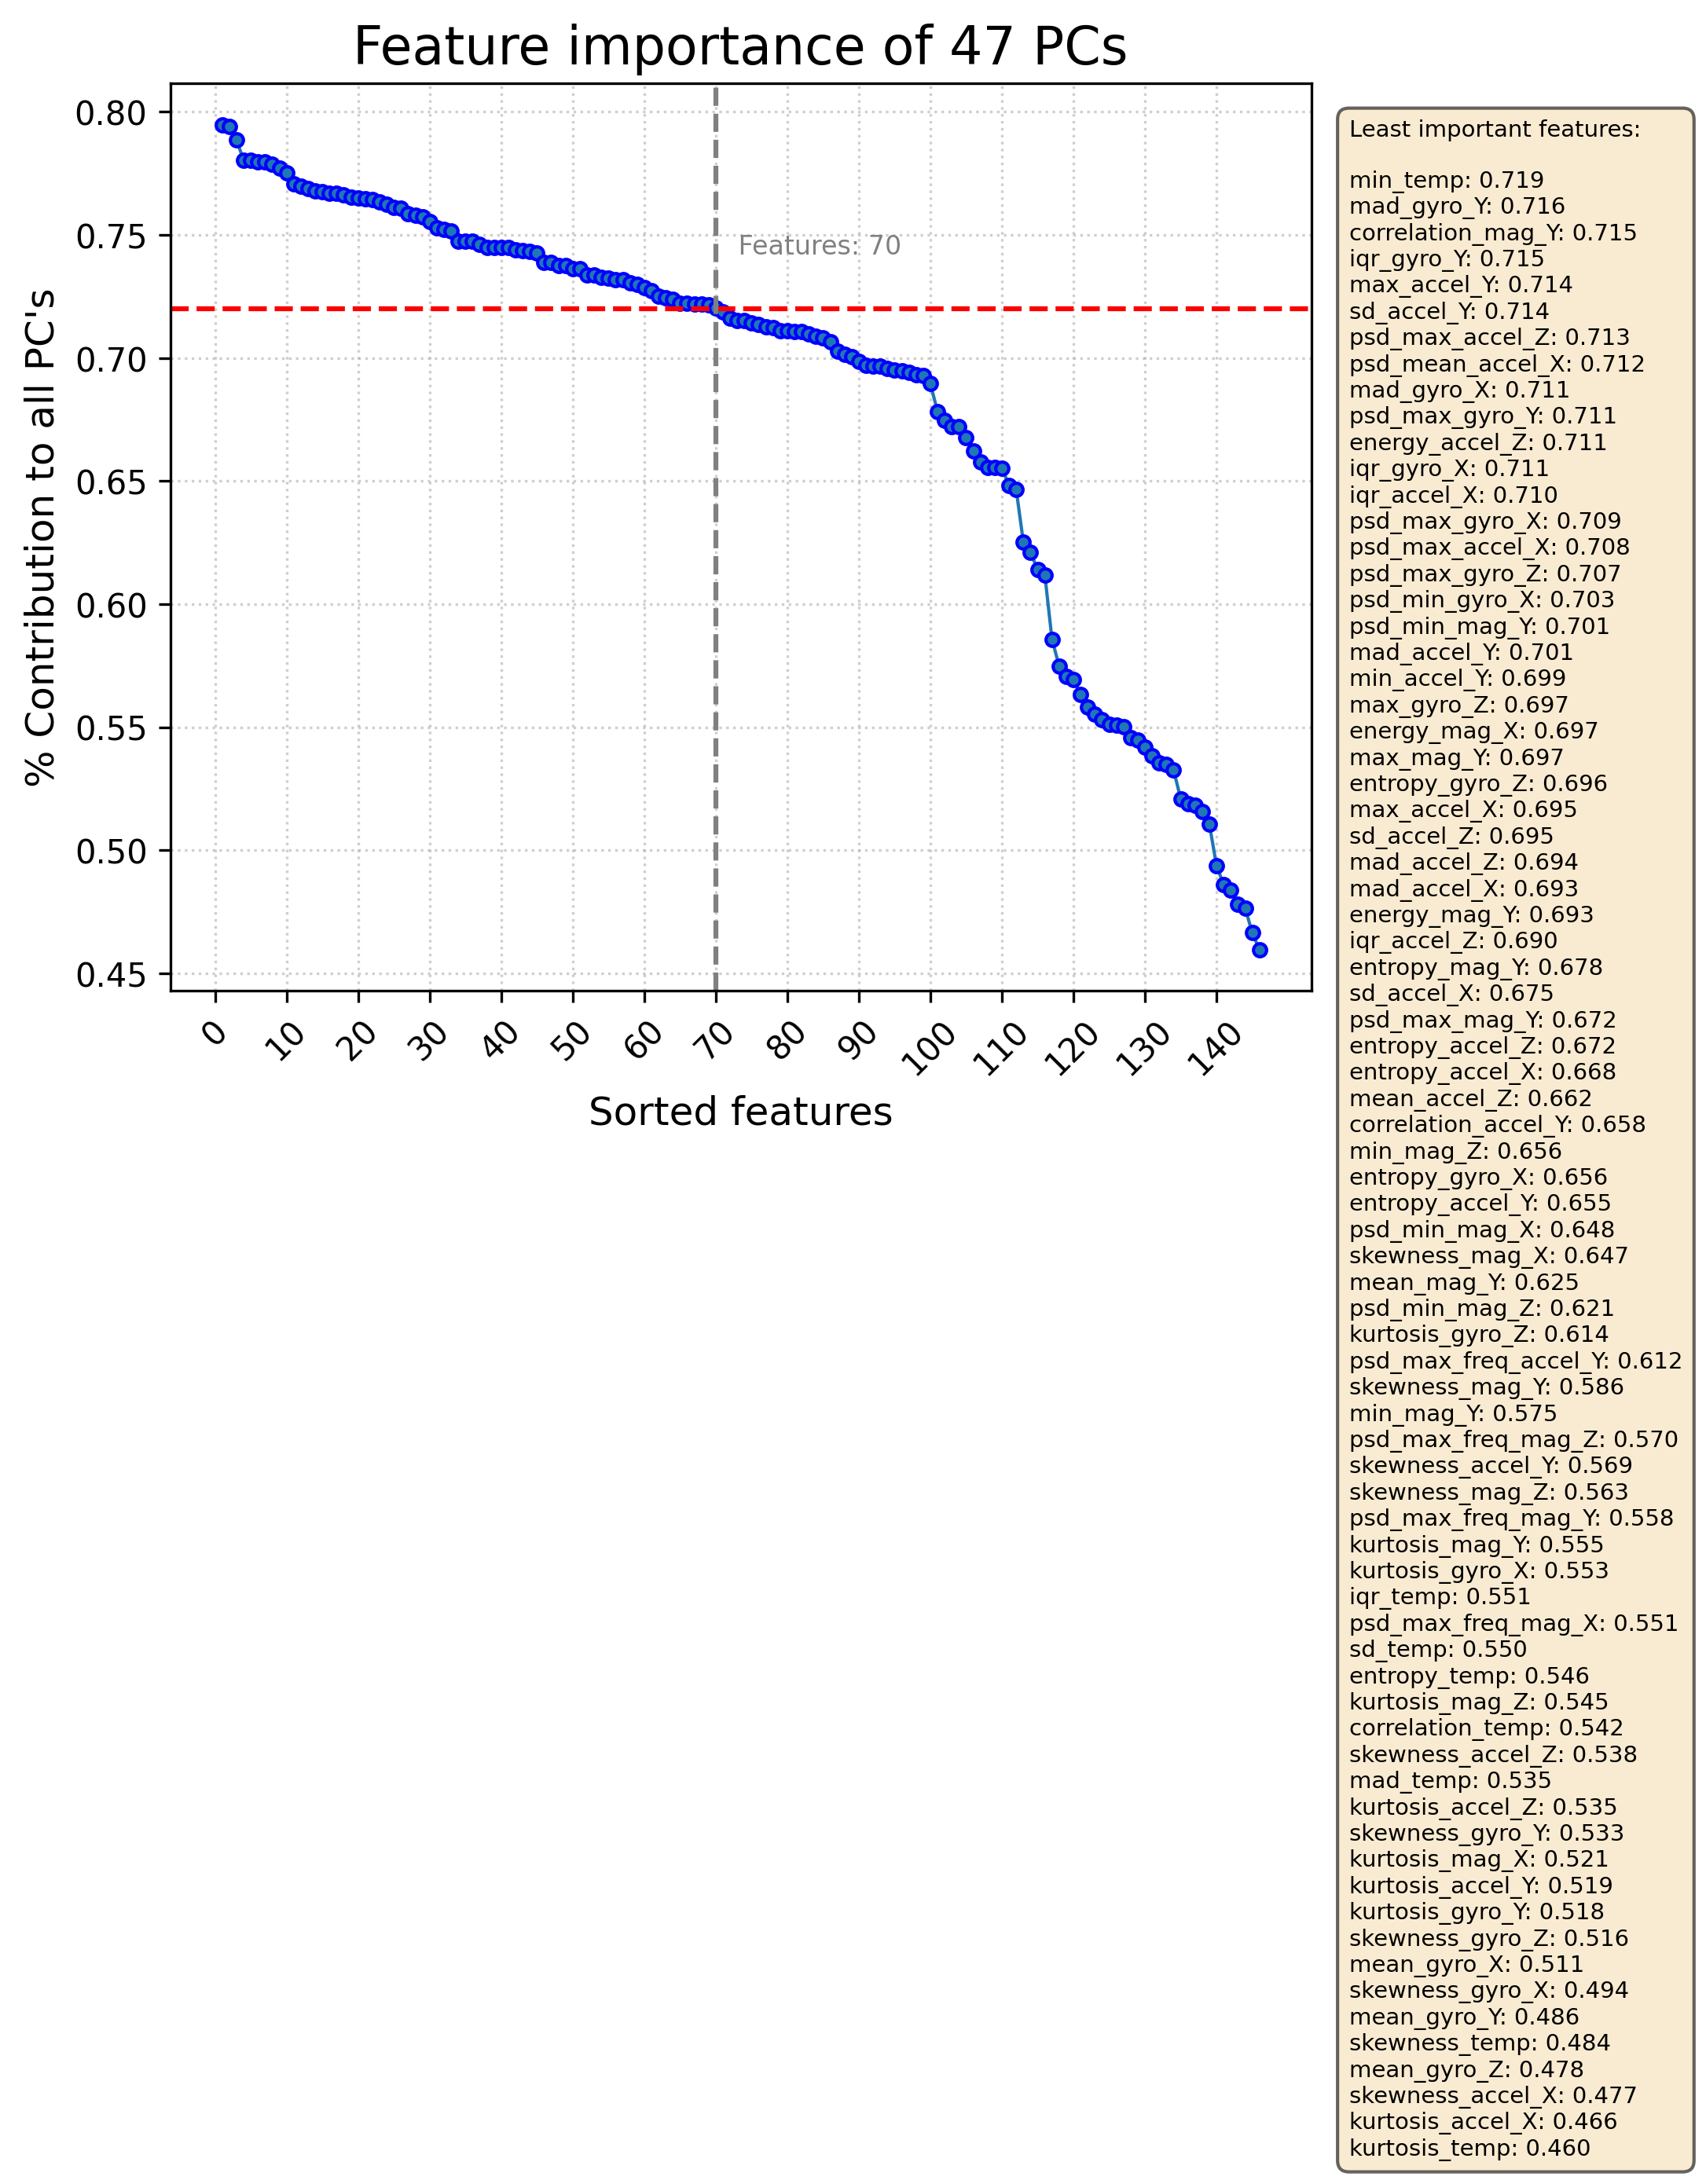 Feature importance of 47 PCs
% Contribution to all PC's
0.80
0.75
0.70
0.65
0.60
0.55
0.50
0.45
Features: 70
0
10
20
30
40
50
60
70
80
90
100
110
120
130
140
Sorted features
Least important features:
min_temp: 0.719
mad_gyro_Y: 0.716
correlation_mag_Y: 0.715
iqr_gyro_Y: 0.715
max_accel_Y: 0.714
sd_accel_Y: 0.714
psd_max_accel_Z: 0.713
psd_mean_accel_X: 0.712
mad_gyro_X: 0.711
psd_max_gyro_Y: 0.711
energy_accel_Z: 0.711
iqr_gyro_X: 0.711
iqr_accel_X: 0.710
psd_max_gyro_X: 0.709
psd_max_accel_X: 0.708
psd_max_gyro_Z: 0.707
psd_min_gyro_X: 0.703
psd_min_mag_Y: 0.701
mad_accel_Y: 0.701
min_accel_Y: 0.699
max_gyro_Z: 0.697
energy_mag_X: 0.697
max_mag_Y: 0.697
entropy_gyro_Z: 0.696
max_accel_X: 0.695
sd_accel_Z: 0.695
mad_accel_Z: 0.694
mad_accel_X: 0.693
energy_mag_Y: 0.693
iqr_accel_Z: 0.690
entropy_mag_Y: 0.678
sd_accel_X: 0.675
psd_max_mag_Y: 0.672
entropy_accel_Z: 0.672
entropy_accel_X: 0.668
mean_accel_Z: 0.662
correlation_accel_Y: 0.658
min_mag_Z: 0.656
entropy_gyro_X: 0.656
entropy_accel_Y: 0.655
psd_min_mag_X: 0.648
skewness_mag_X: 0.647
mean_mag_Y: 0.625
psd_min_mag_Z: 0.621
kurtosis_gyro_Z: 0.614
psd_max_freq_accel_Y: 0.612
skewness_mag_Y: 0.586
min_mag_Y: 0.575
psd_max_freq_mag_Z: 0.570
skewness_accel_Y: 0.569
skewness_mag_Z: 0.563
psd_max_freq_mag_Y: 0.558
kurtosis_mag_Y: 0.555
kurtosis_gyro_X: 0.553
iqr_temp: 0.551
psd_max_freq_mag_X: 0.551
sd_temp: 0.550
entropy_temp: 0.546
kurtosis_mag_Z: 0.545
correlation_temp: 0.542
skewness_accel_Z: 0.538
mad_temp: 0.535
kurtosis_accel_Z: 0.535
skewness_gyro_Y: 0.533
kurtosis_mag_X: 0.521
kurtosis_accel_Y: 0.519
kurtosis_gyro_Y: 0.518
skewness_gyro_Z: 0.516
mean_gyro_X: 0.511
skewness_gyro_X: 0.494
mean_gyro_Y: 0.486
skewness_temp: 0.484
mean_gyro_Z: 0.478
skewness_accel_X: 0.477
kurtosis_accel_X: 0.466
kurtosis_temp: 0.460